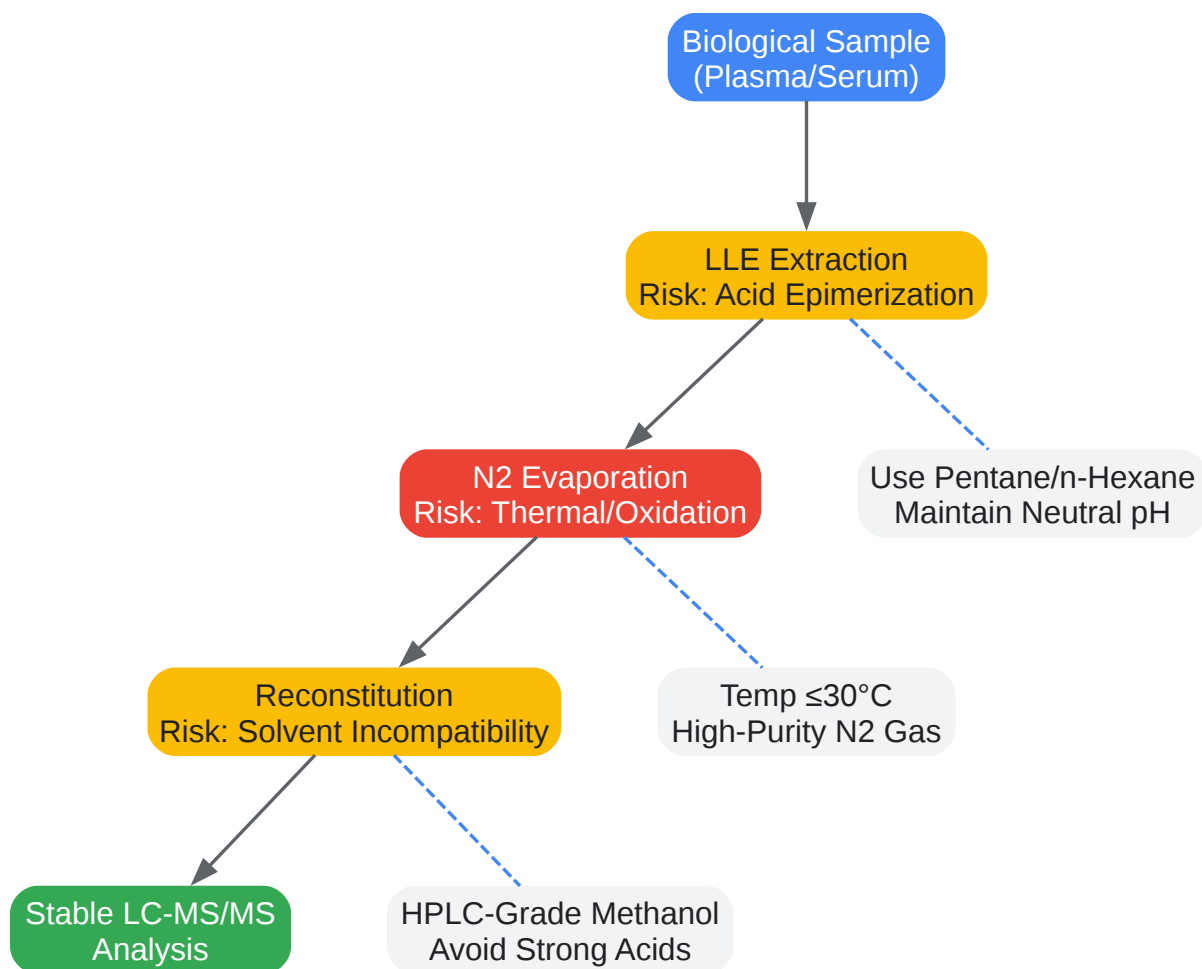 Biological Sample
(Plasma/Serum)
LLE Extraction
Risk: Acid Epimerization
N2 Evaporation
Risk: Thermal/Oxidation
Use Pentane/n-Hexane
Maintain Neutral pH
Reconstitution
Risk: Solvent Incompatibility
Temp ≤30°C
High-Purity N2 Gas
Stable LC-MS/MS
Analysis
HPLC-Grade Methanol
Avoid Strong Acids